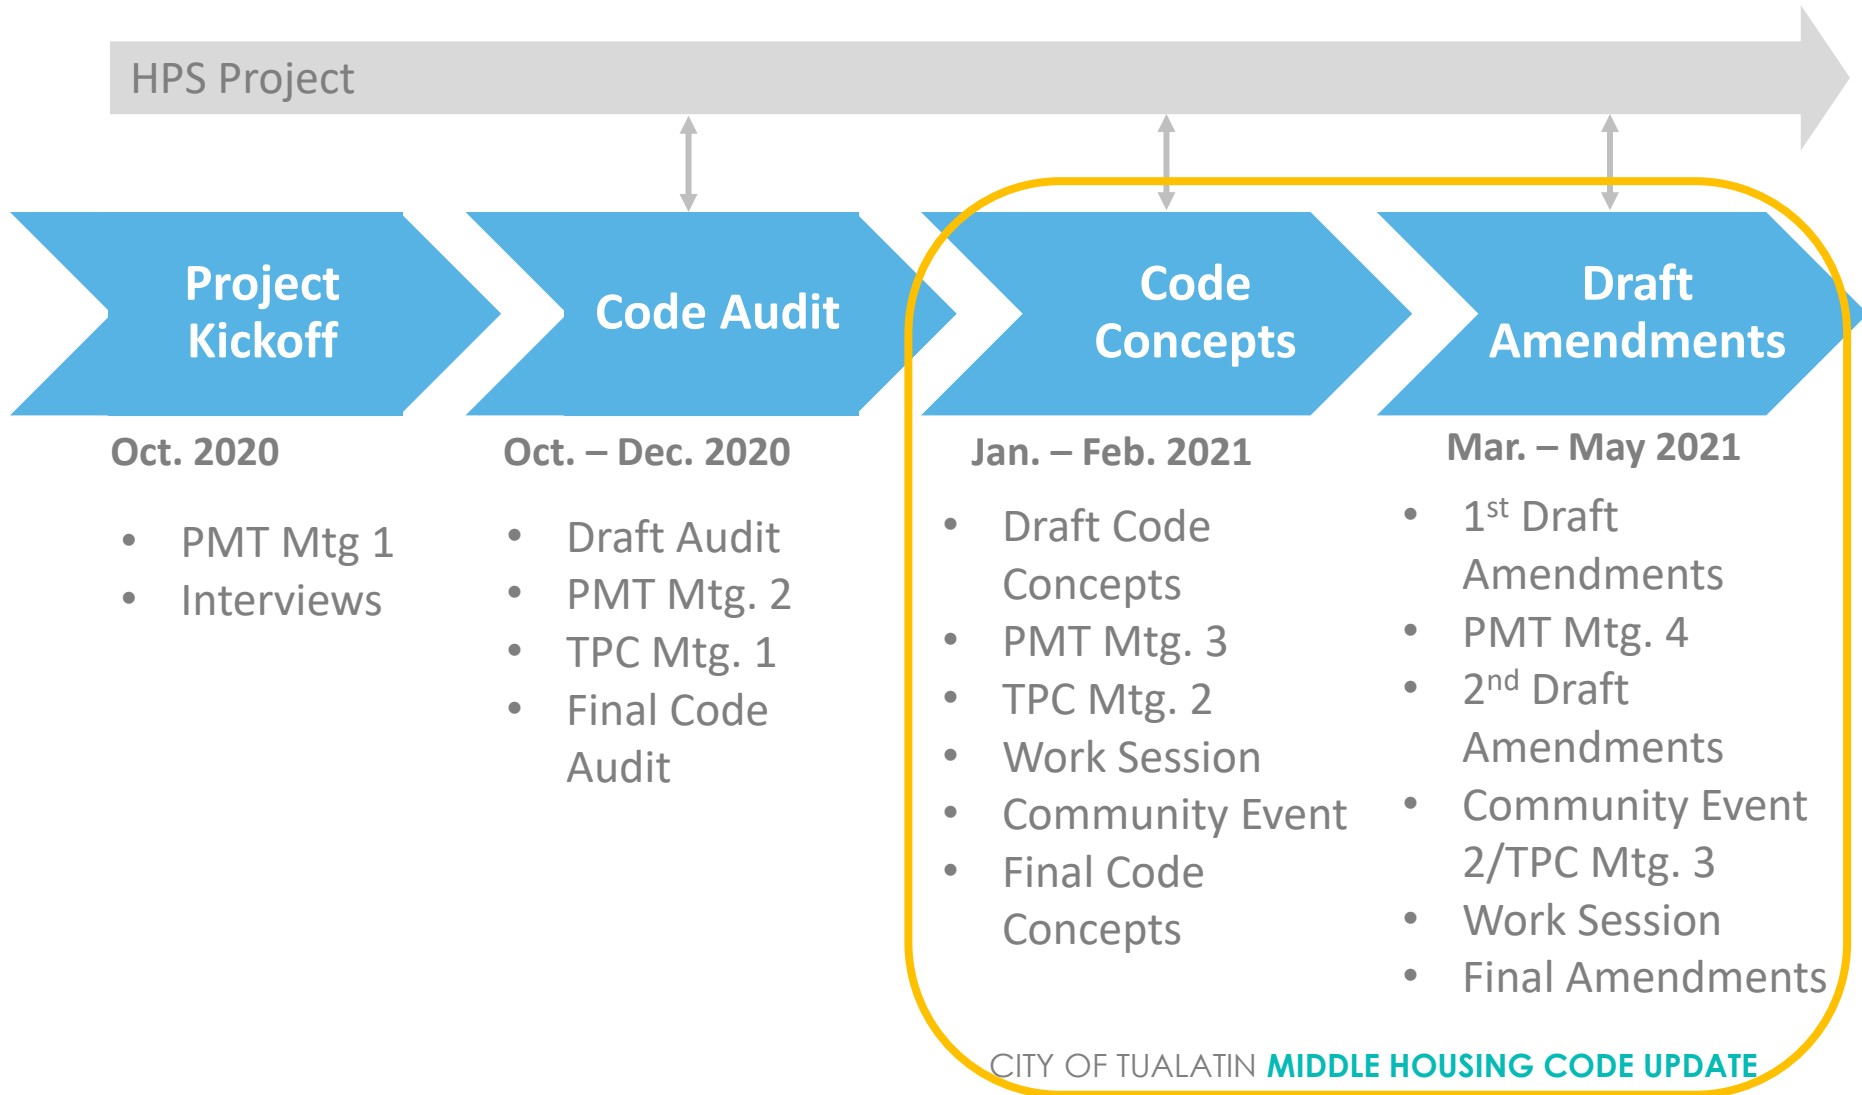 HPS Project
Project
Kickoff
Oct. 2020
• PMT Mtg 1
• Interviews
Code Audit
Oct. – Dec. 2020
• Draft Audit
• PMT Mtg. 2
• TPC Mtg. 1
• Final Code
Audit
Code
Concepts
Jan. – Feb. 2021
• Draft Code
Concepts
• PMT Mtg. 3
• TPC Mtg. 2
• Work Session
• Community Event
• Final Code
Concepts
Draft
Amendments
Mar. – May 2021
• 1st Draft
Amendments
• PMT Mtg. 4
• 2nd Draft
Amendments
• Community Event
2/TPC Mtg. 3
• Work Session
• Final Amendments
CITY OF TUALATIN MIDDLE HOUSING CODE UPDATE